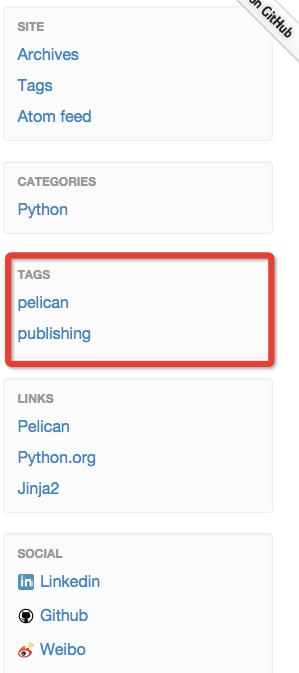 on GitHub
SITE
Archives
Tags
Atom feed
CATEGORIES
Python
TAGS
pelican
publishing
LINKS
Pelican
Python.org
Jinja2
SOCIAL
in Linkedin
Github
Weibo